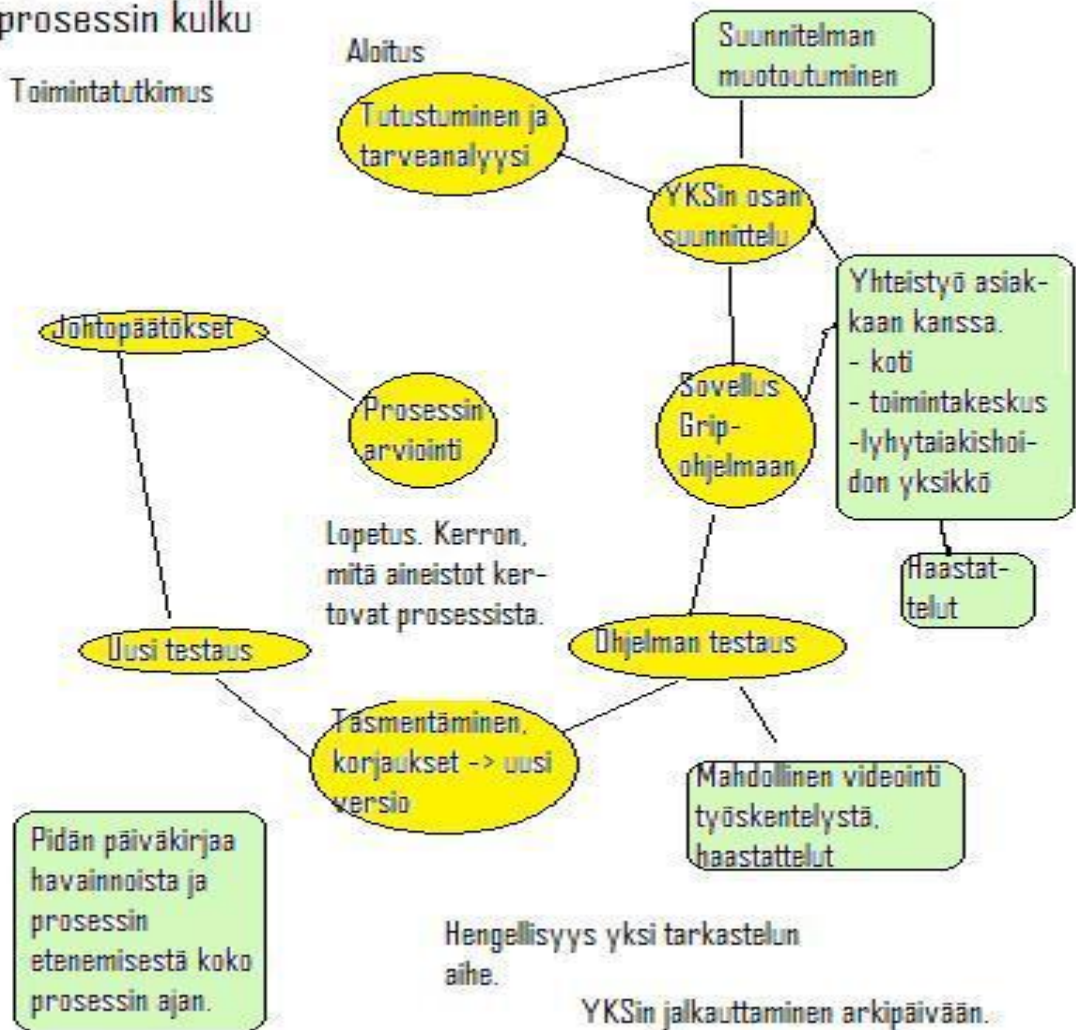 prosessin kulku
Toimintatutkimus
Aloitus
Tutustuminen ja
tarveanalyysi
Suunnitelman
muotoutuminen
YKSin osan
suunnittelu
Yhteistyö asiak-
kaan kanssa.
- koti
- toimintakeskus
-lyhytaiakishoi-
don yksikkö
Haastat-
telut
Sovellus
Grip-
ohjelmaan
Ohjelman testaus
Mahdollinen videointi
työskentelystä,
haastattelut
Täsmentäminen,
korjaukset -> uusi
versio
Uusi testaus
Johtopäätökset
Prosessin
arviointi
Lopetus. Kerron,
mitä aineistot ker-
tovat prosessista.
Pidän päiväkirjaa
havainnoista ja
prosessin
etenemisestä koko
prosessin ajan.
Hengellisyys yksi tarkastelun
aihe.
YKSin jalkauttaminen arkipäivään.